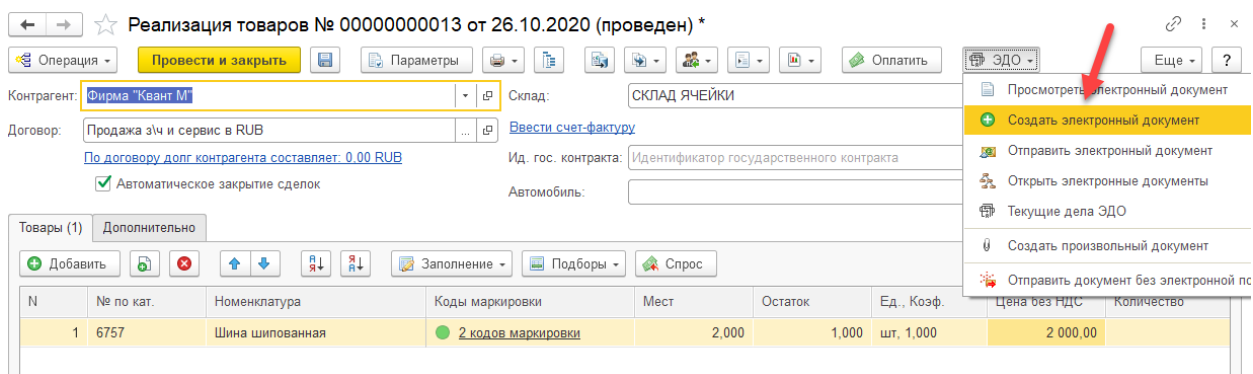 Реализация товаров № 00000000013 от 26.10.2020 (проведен) *
Операция Провести и закрыть Параметры Оплатить ЭДО Еще ?
Контрагент: Фирма "Квант М" Склад: СКЛАД ЯЧЕЙКИ
Просмотреть электронный документ
Создать электронный документ
Договор: Продажа з\ч и сервис в RUB ... Ввести счет-фактуру
Отправить электронный документ
По договору долг контрагента составляет: 0,00 RUB Ид. гос. контракта: Идентификатор государственного контракта
Открыть электронные документы
Автоматическое закрытие сделок Автомобиль:
Текущие дела ЭДО
Товары (1) Дополнительно
Создать произвольный документ
Добавить Заполнение Подборы Спрос
Отправить документ без электронной по
N № по кат. Номенклатура Коды маркировки Мест Остаток Ед., Коэф. Цена без НДС Количество
1 6757 Шина шипованная 2 кодов маркировки 2,000 1,000 шт, 1,000 2 000,00